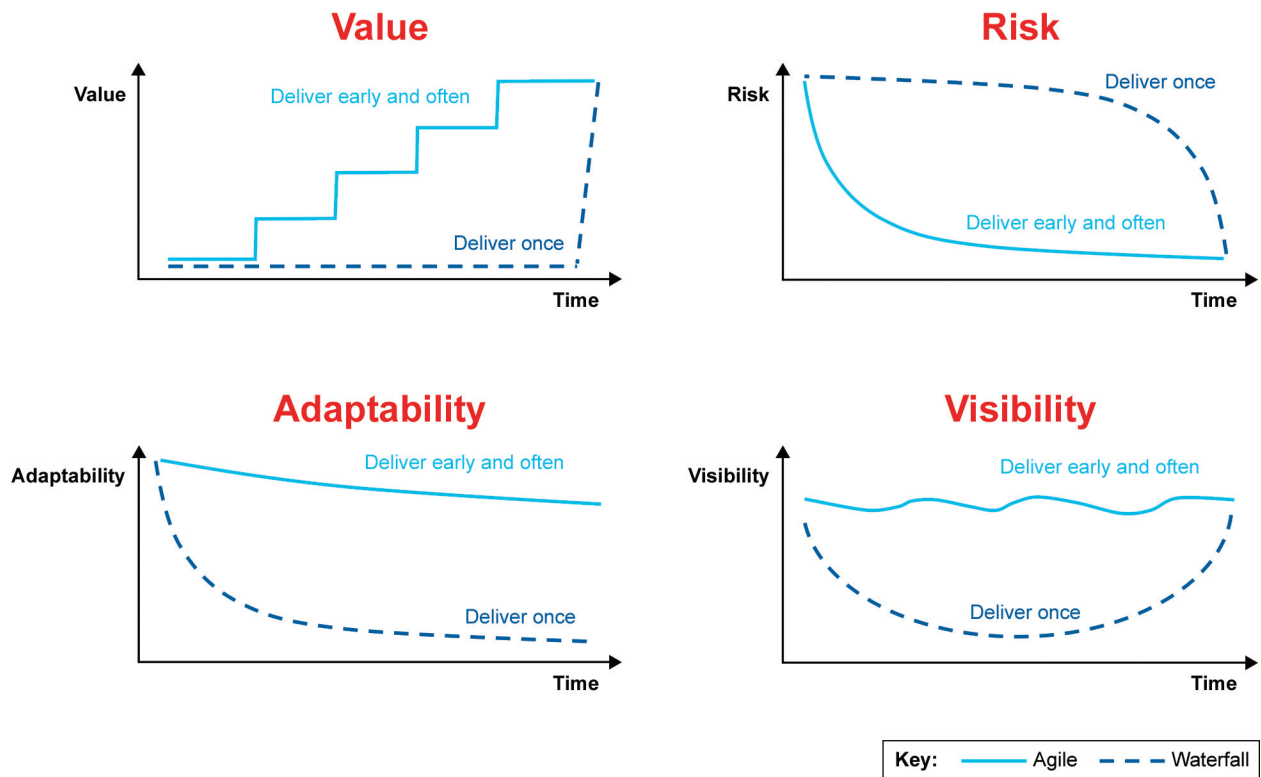 Value
Value
Deliver early and often
Deliver once
Time
Risk
Risk
Deliver once
Deliver early and often
Time
Adaptability
Adaptability
Deliver early and often
Deliver once
Time
Visibility
Visibility
Deliver early and often
Deliver once
Time
Key: Agile Waterfall